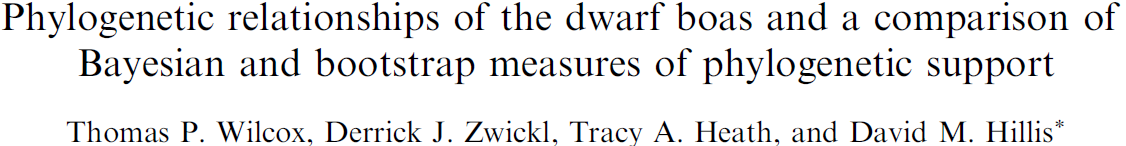 Phylogenetic relationships of the dwarf boas and a comparison of
Bayesian and bootstrap measures of phylogenetic support
Thomas P. Wilcox, Derrick J. Zwickl, Tracy A. Heath, and David M. Hillis*